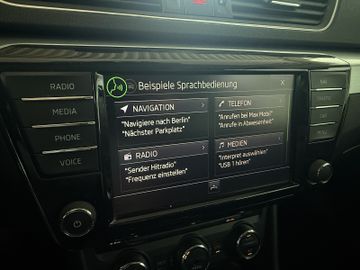 RADIO
MEDIA
PHONE
VOICE
Beispiele Sprachbedienung
NAVIGATION
"Navigiere nach Berlin"
"Nächster Parkplatz"
TELEFON
"Anrufen bei Max Mobil"
"Anrufe in Abwesenheit"
RADIO
"Sender Hitradio"
"Frequenz einstellen"
MEDIEN
"Interpret auswählen"
"USB 1 hören"
NAV